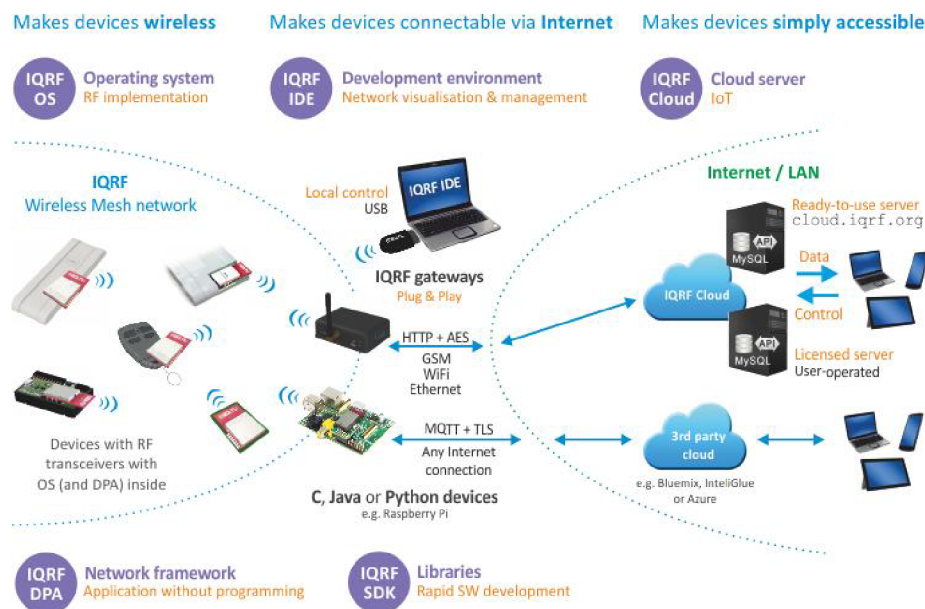 Makes devices wireless
Makes devices connectable via Internet
Makes devices simply accessible
IQRF
OS
Operating system
RF implementation
IQRF
IDE
Development environment
Network visualisation & management
IQRF
Cloud
Cloud server
IoT
IQRF
Wireless Mesh network
Local control
USB
IQRF IDE
IQRF gateways
Plug & Play
HTTP + AES
GSM
WiFi
Ethernet
Internet / LAN
Ready-to-use server
cloud.iqrf.org
API
MySQL
Data
IQRF Cloud
Control
API
MySQL
Licensed server
User-operated
Devices with RF
transceivers with
OS (and DPA) inside
MQTT + TLS
Any Internet
connection
C, Java or Python devices
e.g. Raspberry Pi
3rd party
cloud
e.g. Bluemix, InteliGlue
or Azure
IQRF
DPA
Network framework
Application without programming
IQRF
SDK
Libraries
Rapid SW development